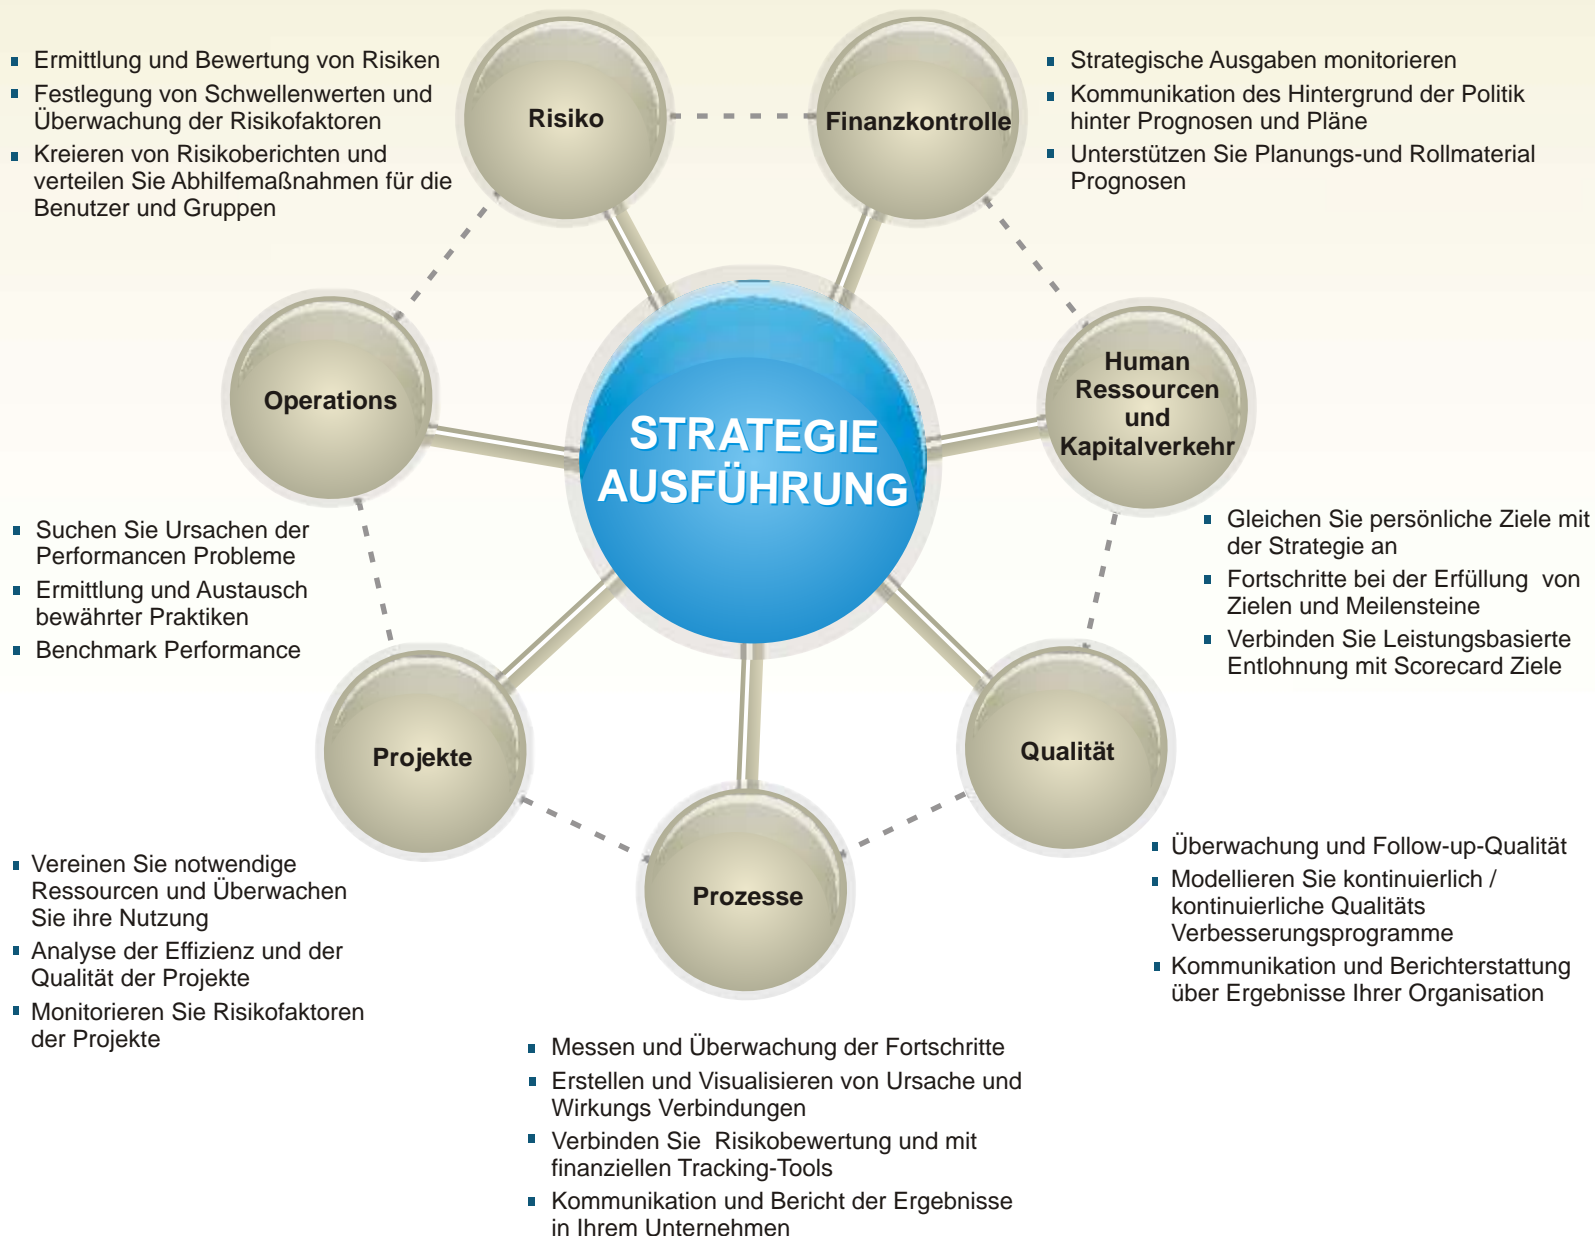 Ermittlung und Bewertung von Risiken
Festlegung von Schwellenwerten und
Überwachung der Risikofaktoren
Kreieren von Risikoberichten und
verteilen Sie Abhilfemaßnahmen für die
Benutzer und Gruppen
Risiko
Finanzkontrolle
Strategische Ausgaben monitorieren
Kommunikation des Hintergrund der Politik
hinter Prognosen und Pläne
Unterstützen Sie Planungs-und Rollmaterial
Prognosen
Operations
STRATEGIE
AUSFÜHRUNG
Human
Ressourcen
und
Kapitalverkehr
Suchen Sie Ursachen der
Performancen Probleme
Ermittlung und Austausch
bewährter Praktiken
Benchmark Performance
Gleichen Sie persönliche Ziele mit
der Strategie an
Fortschritte bei der Erfüllung von
Zielen und Meilensteine
Verbinden Sie Leistungsbasierte
Entlohnung mit Scorecard Ziele
Projekte
Qualität
Prozesse
Vereinen Sie notwendige
Ressourcen und Überwachen
Sie ihre Nutzung
Analyse der Effizienz und der
Qualität der Projekte
Monitorieren Sie Risikofaktoren
der Projekte
Überwachung und Follow-up-Qualität
Modellieren Sie kontinuierlich /
kontinuierliche Qualitäts
Verbesserungsprogramme
Kommunikation und Berichterstattung
über Ergebnisse Ihrer Organisation
Messen und Überwachung der Fortschritte
Erstellen und Visualisieren von Ursache und
Wirkungs Verbindungen
Verbinden Sie Risikobewertung und mit
finanziellen Tracking-Tools
Kommunikation und Bericht der Ergebnisse
in Ihrem Unternehmen